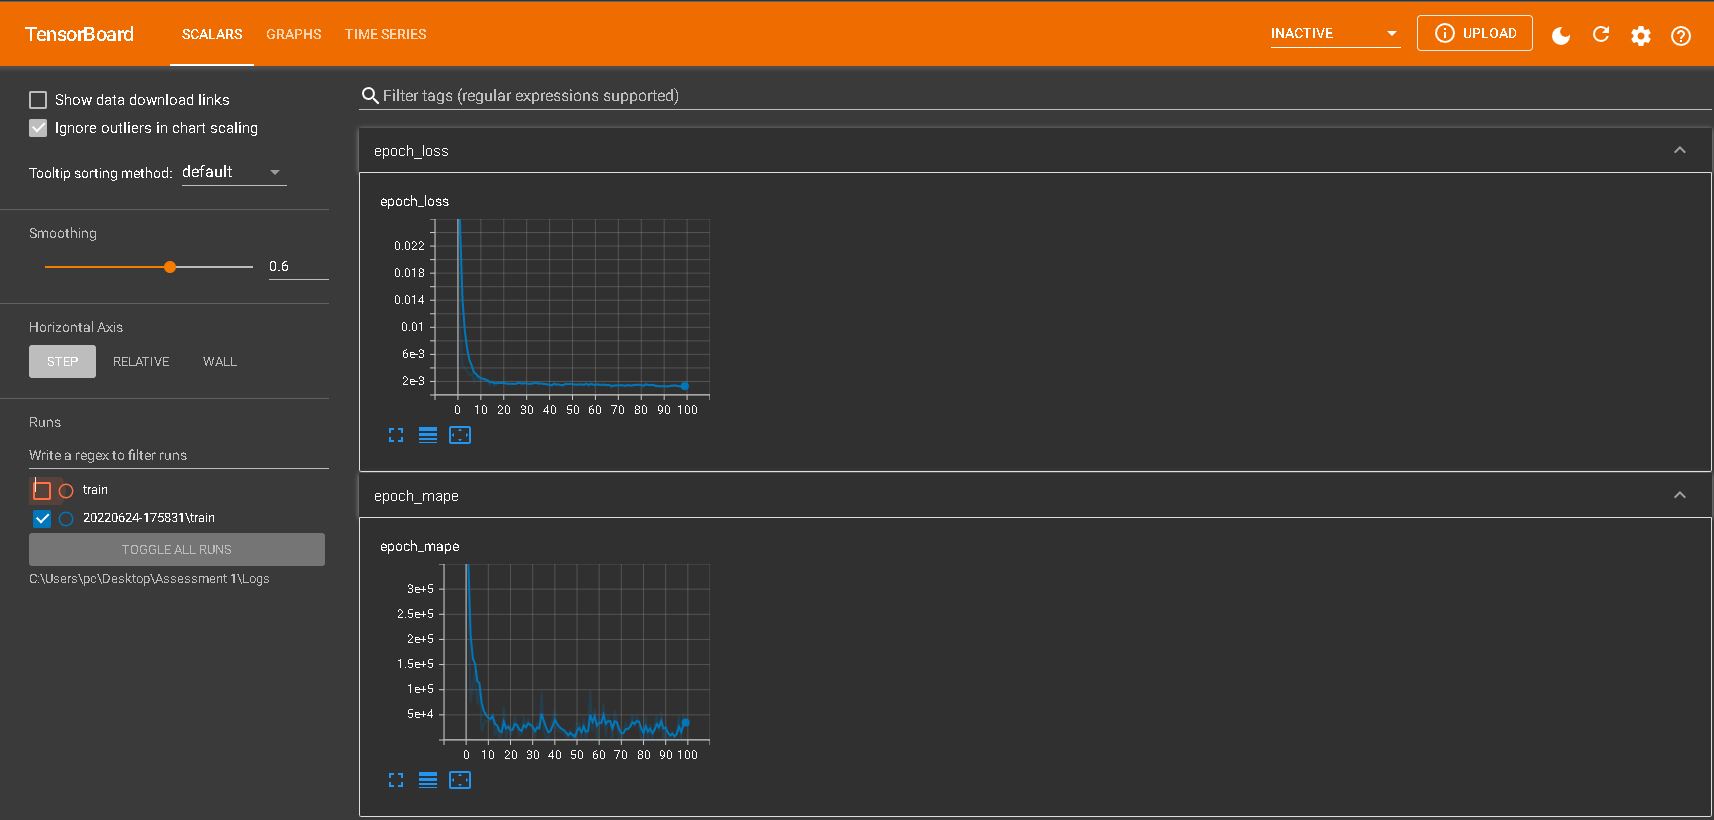 TensorBoard
SCALARS GRAPHS TIME SERIES
INACTIVE
UPLOAD
Show data download links
Ignore outliers in chart scaling
Tooltip sorting method: default
Smoothing
0.6
Horizontal Axis
STEP RELATIVE WALL
Runs
Write a regex to filter runs
train
20220624-175831\train
TOGGLE ALL RUNS
C:\Users\pc\Desktop\Assessment 1\Logs
Filter tags (regular expressions supported)
epoch_loss
epoch_loss
0.022
0.018
0.014
0.01
6e-3
2e-3
0 10 20 30 40 50 60 70 80 90 100
epoch_mape
epoch_mape
3e+5
2.5e+5
2e+5
1.5e+5
1e+5
5e+4
0 10 20 30 40 50 60 70 80 90 100